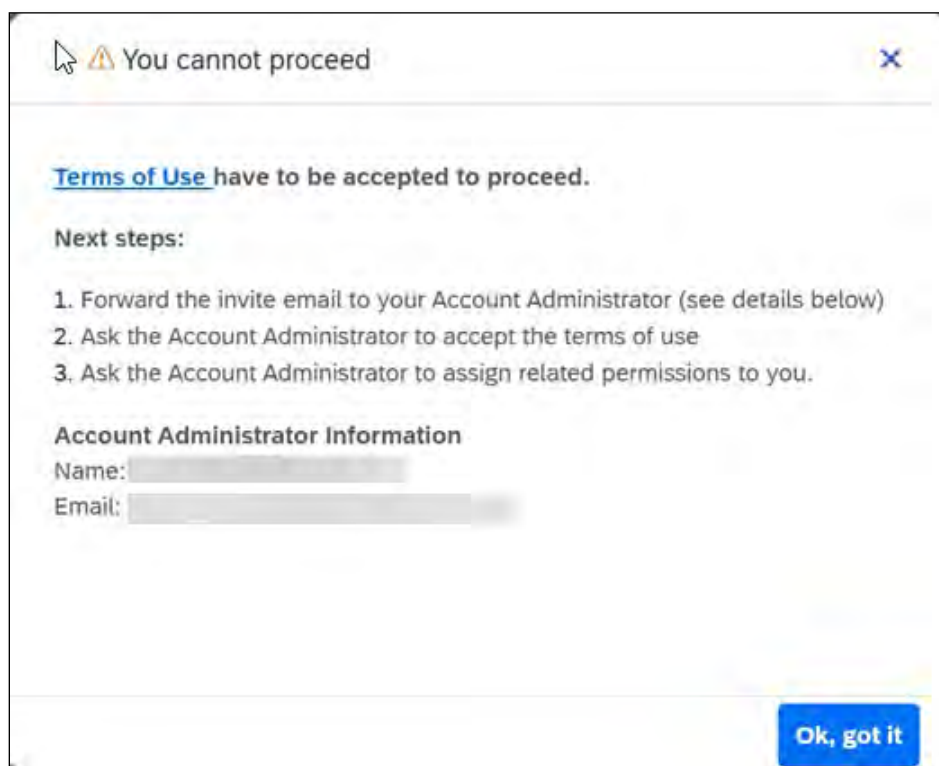 You cannot proceed
Terms of Use have to be accepted to proceed.
Next steps:
1. Forward the invite email to your Account Administrator (see details below)
2. Ask the Account Administrator to accept the terms of use
3. Ask the Account Administrator to assign related permissions to you.
Account Administrator Information
Name:
Email:
Ok, got it